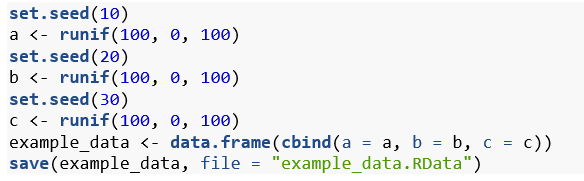 set.seed(10)
a <- runif(100, 0, 100)
set.seed(20)
b <- runif(100, 0, 100)
set.seed(30)
c <- runif(100, 0, 100)
example_data <- data.frame(cbind(a = a, b = b, c = c))
save(example_data, file = "example_data.RData")